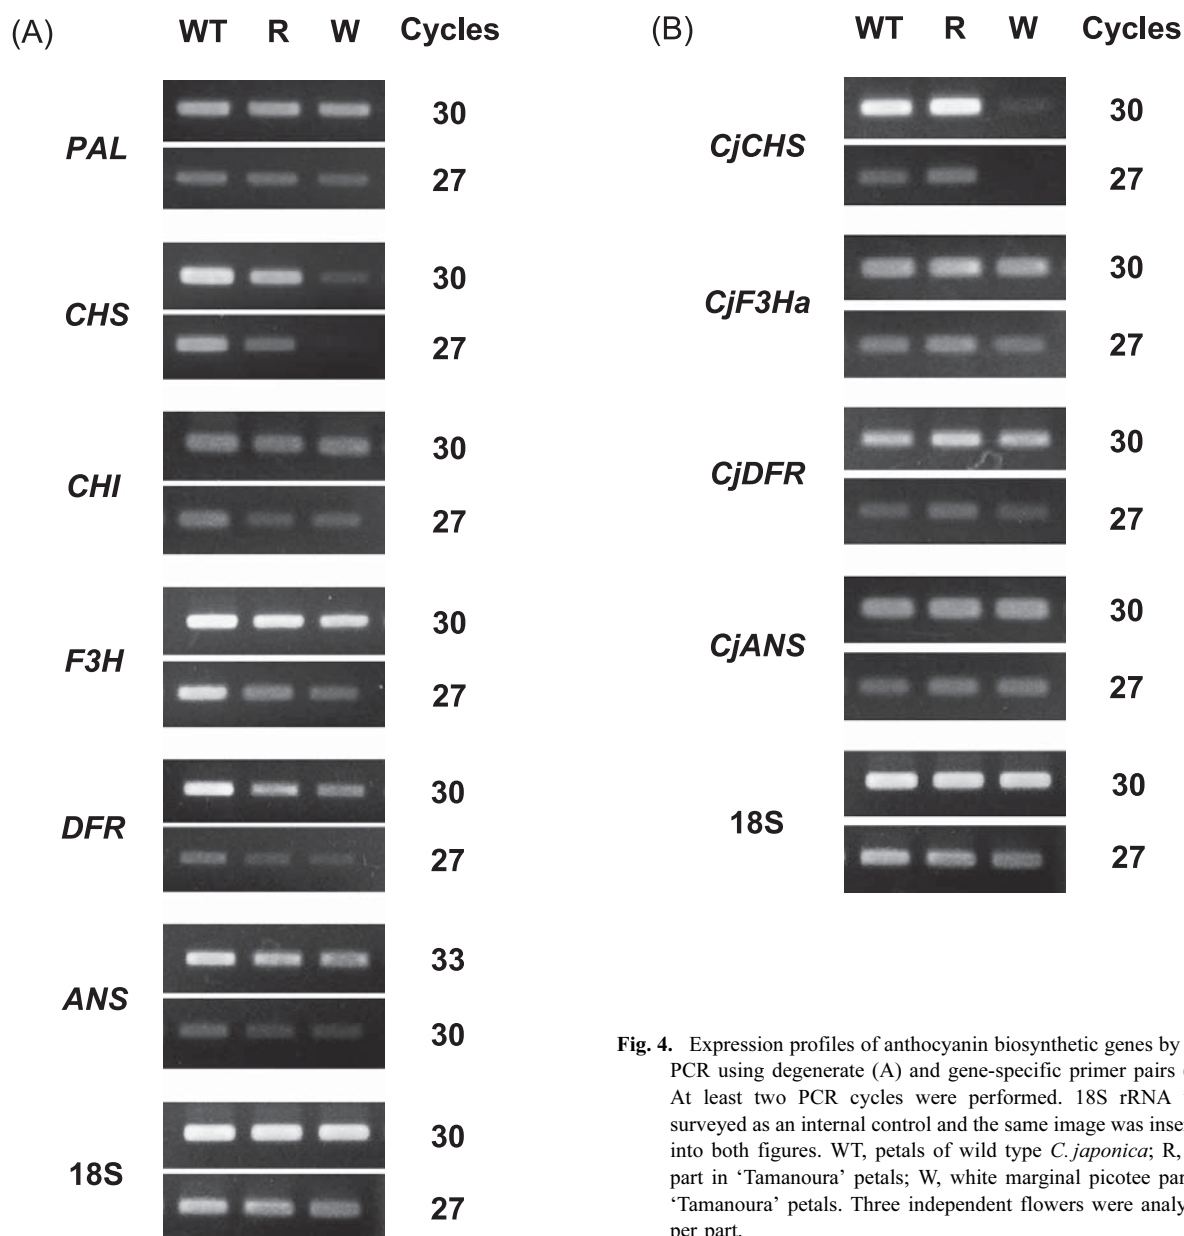 (A) WT R W Cycles
PAL 30
27
CHS 30
27
CHI 30
27
F3H 30
27
DFR 30
27
ANS 33
30
18S 30
27
(B) WT R W Cycles
CjCHS 30
27
CjF3Ha 30
27
CjDFR 30
27
CjANS 30
27
18S 30
27
Fig. 4. Expression profiles of anthocyanin biosynthetic genes by
PCR using degenerate (A) and gene-specific primer pairs (
At least two PCR cycles were performed. 18S rRNA
surveyed as an internal control and the same image was inser
into both figures. WT, petals of wild type C. japonica; R,
part in ‘Tamanoura’ petals; W, white marginal picotee par
‘Tamanoura’ petals. Three independent flowers were analy
per part.